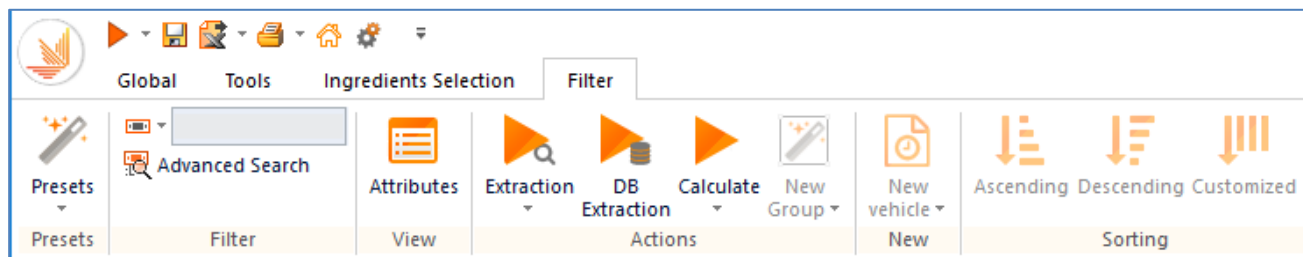 Global Tools Ingredients Selection Filter
Advanced Search
Presets Attributes Extraction DB Extraction Calculate New Group New vehicle Ascending Descending Customized
Presets Filter View Actions New Sorting